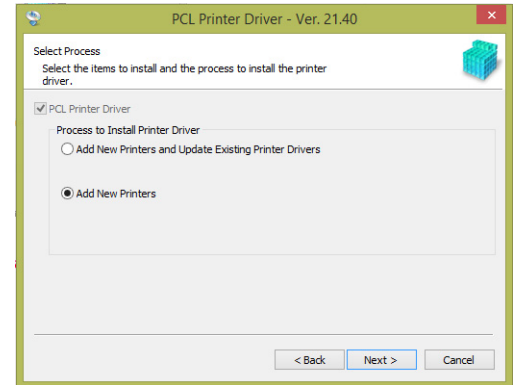 PCL Printer Driver - Ver. 21.40
Select Process
Select the items to install and the process to install the printer
driver.
PCL Printer Driver
Process to Install Printer Driver
Add New Printers and Update Existing Printer Drivers
Add New Printers
< Back Next > Cancel